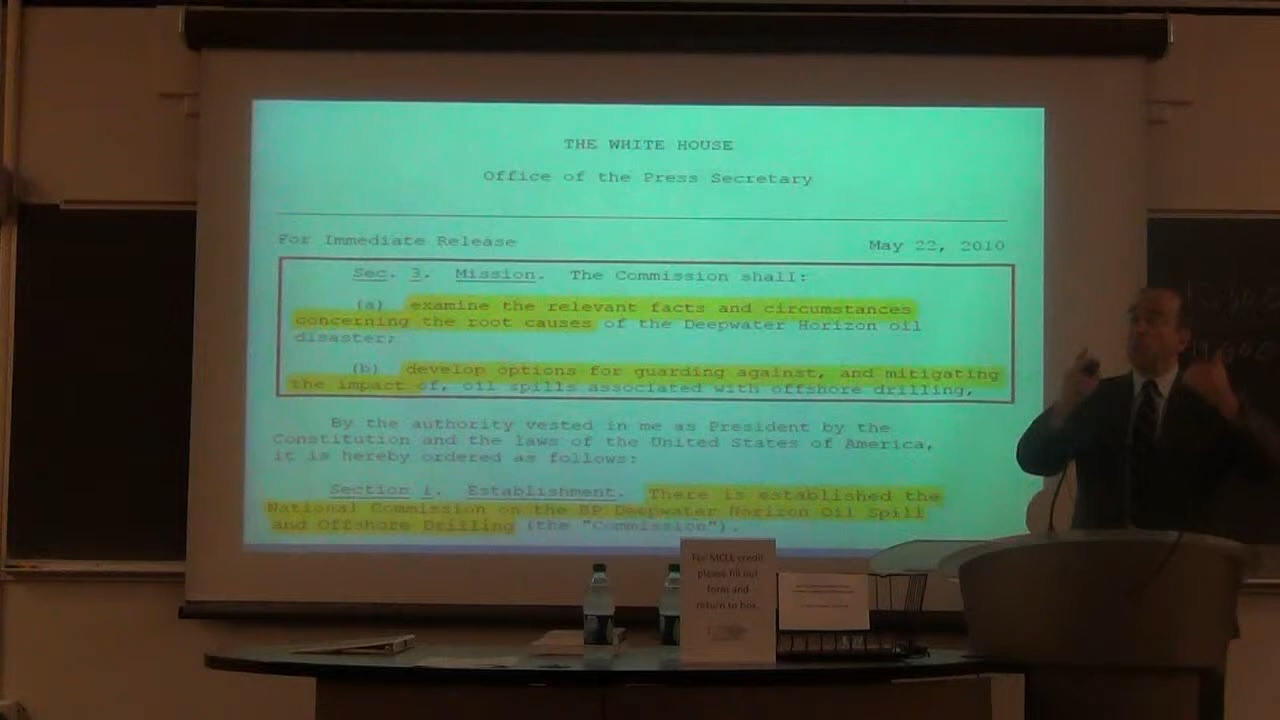 THE WHITE HOUSE
Office of the Press Secretary
For Immediate Release May 22, 2010
Sec. 3. Mission. The Commission shall:
(a) examine the relevant facts and circumstances
concerning the root causes of the Deepwater Horizon oil
disaster;
(b) develop options for guarding against, and mitigating
the impact of, oil spills associated with offshore drilling,
By the authority vested in me as President by the
Constitution and the laws of the United States of America,
it is hereby ordered as follows:
Section 1. Establishment. There is established the
National Commission on the BP Deepwater Horizon Oil Spill
and Offshore Drilling (the "Commission").
For MCLE credit
please fill out
form and
return to box.